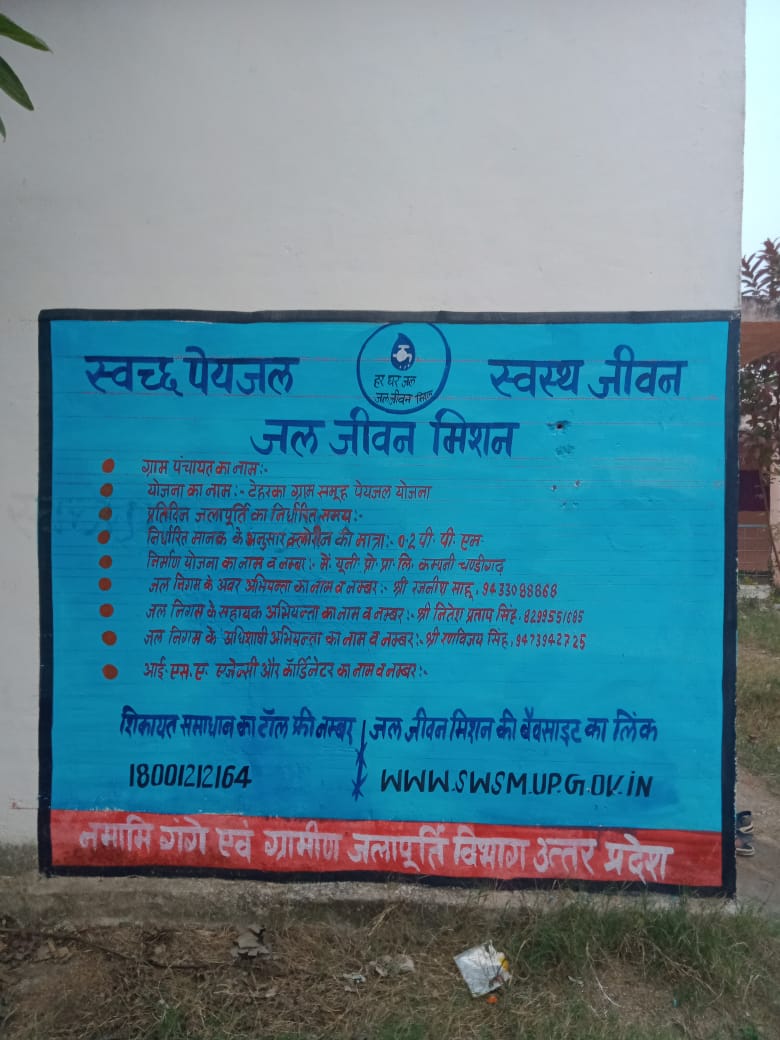 स्वच्छ पेयजल
हर घर जल
जल जीवन मिशन
स्वस्थ जीवन
जल जीवन मिशन
ग्राम पंचायत का नाम:-
योजना का नाम:- टेहरका ग्राम समूह पेयजल योजना
प्रतिदिन जलापूर्ति का निर्धारित समय:-
निर्धारित मानक के अनुसार क्लोरीन की मात्रा:- 0.2 पी. पी. एम.
निर्माण योजना का नाम व नम्बर:- मे. यूनी. प्रो. प्रा. लि. कम्पनी चण्डीगढ़
जल निगम के अवर अभियन्ता का नाम व नम्बर:- श्री रजनीश साहू, 9433088868
जल निगम के सहायक अभियन्ता का नाम व नम्बर:- श्री नितेश प्रताप सिंह, 8299551085
जल निगम के अधिशाषी अभियन्ता का नाम व नम्बर:- श्री रणविजय सिंह, 9473942725
आई. एस. ए. एजेन्सी और कॉर्डिनेटर का नाम व नम्बर:-
शिकायत समाधान का टॉल फ्री नम्बर
18001212164
जल जीवन मिशन की बैवसाइट का लिंक
WWW.SWSM.UP.GOV.iN
नमामि गंगे एवं ग्रामीण जलापूर्ति विभाग उत्तर प्रदेश